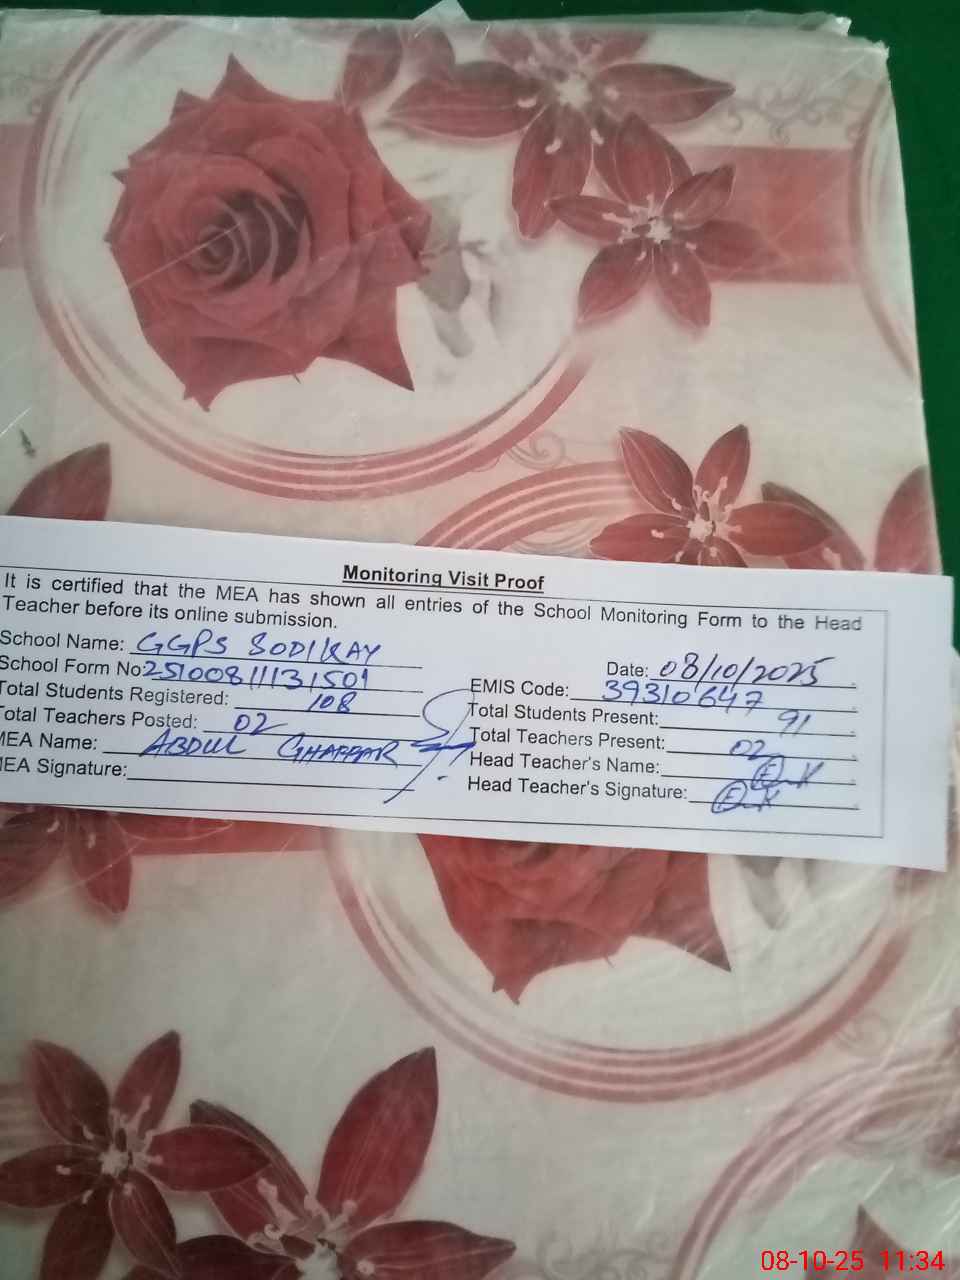 Monitoring Visit Proof
It is certified that the MEA has shown all entries of the School Monitoring Form to the Head
Teacher before its online submission.
School Name: GGPS SODIKAY
Date: 08/10/2025
School Form No: 25100811131501
EMIS Code: 39310647
Total Students Registered: 108
Total Students Present: 91
Total Teachers Posted: 02
Total Teachers Present: 02
MEA Name: ABDUL GHAFFAR
Head Teacher's Name:
MEA Signature:
Head Teacher's Signature:
08-10-25 11:34